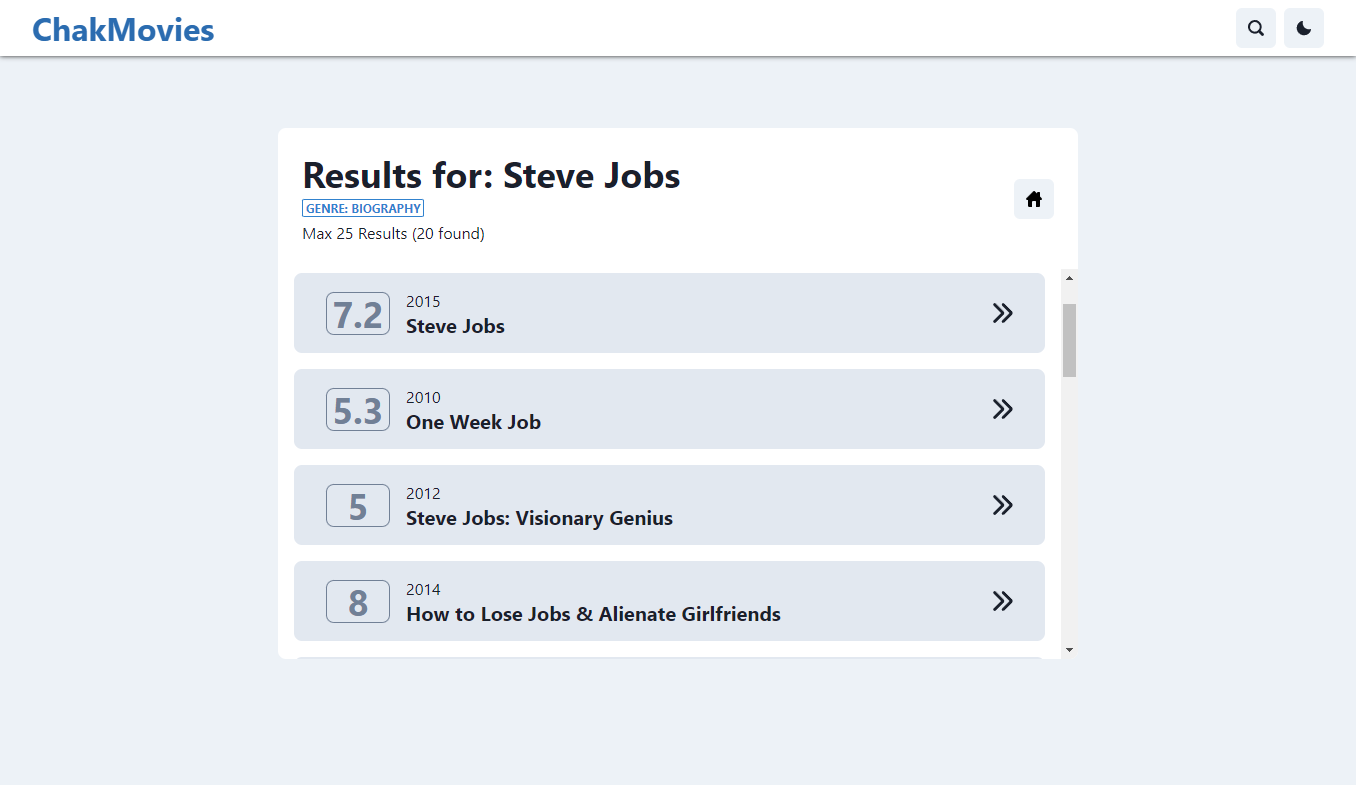 ChakMovies
Results for: Steve Jobs
GENRE: BIOGRAPHY
Max 25 Results (20 found)
7.2
2015
Steve Jobs
5.3
2010
One Week Job
5
2012
Steve Jobs: Visionary Genius
8
2014
How to Lose Jobs & Alienate Girlfriends